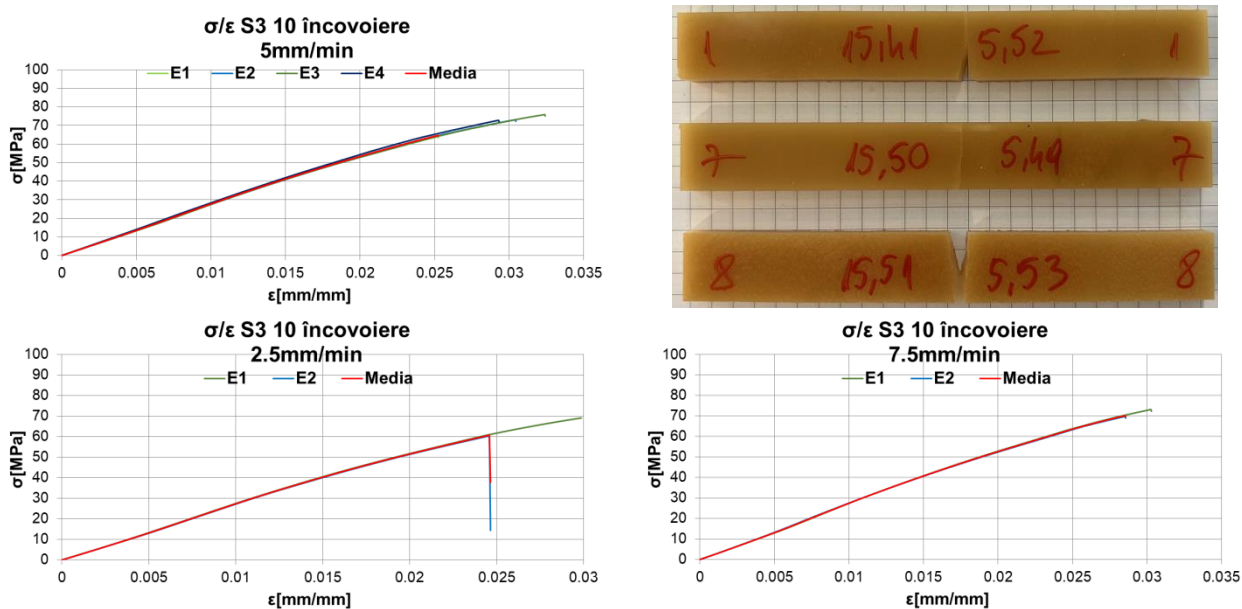 σ/ε S3 10 încovoiere
5mm/min
E1 E2 E3 E4 Media
σ[MPa]
100
90
80
70
60
50
40
30
20
10
0
0 0.005 0.01 0.015 0.02 0.025 0.03 0.035
ε[mm/mm]
1 15,41 5,52 1
7 15,50 5,49 7
8 15,51 5,53 8
σ/ε S3 10 încovoiere
2.5mm/min
E1 E2 Media
σ[MPa]
100
90
80
70
60
50
40
30
20
10
0
0 0.005 0.01 0.015 0.02 0.025 0.03
ε[mm/mm]
σ/ε S3 10 încovoiere
7.5mm/min
E1 E2 Media
σ[MPa]
100
90
80
70
60
50
40
30
20
10
0
0 0.005 0.01 0.015 0.02 0.025 0.03 0.035
ε[mm/mm]